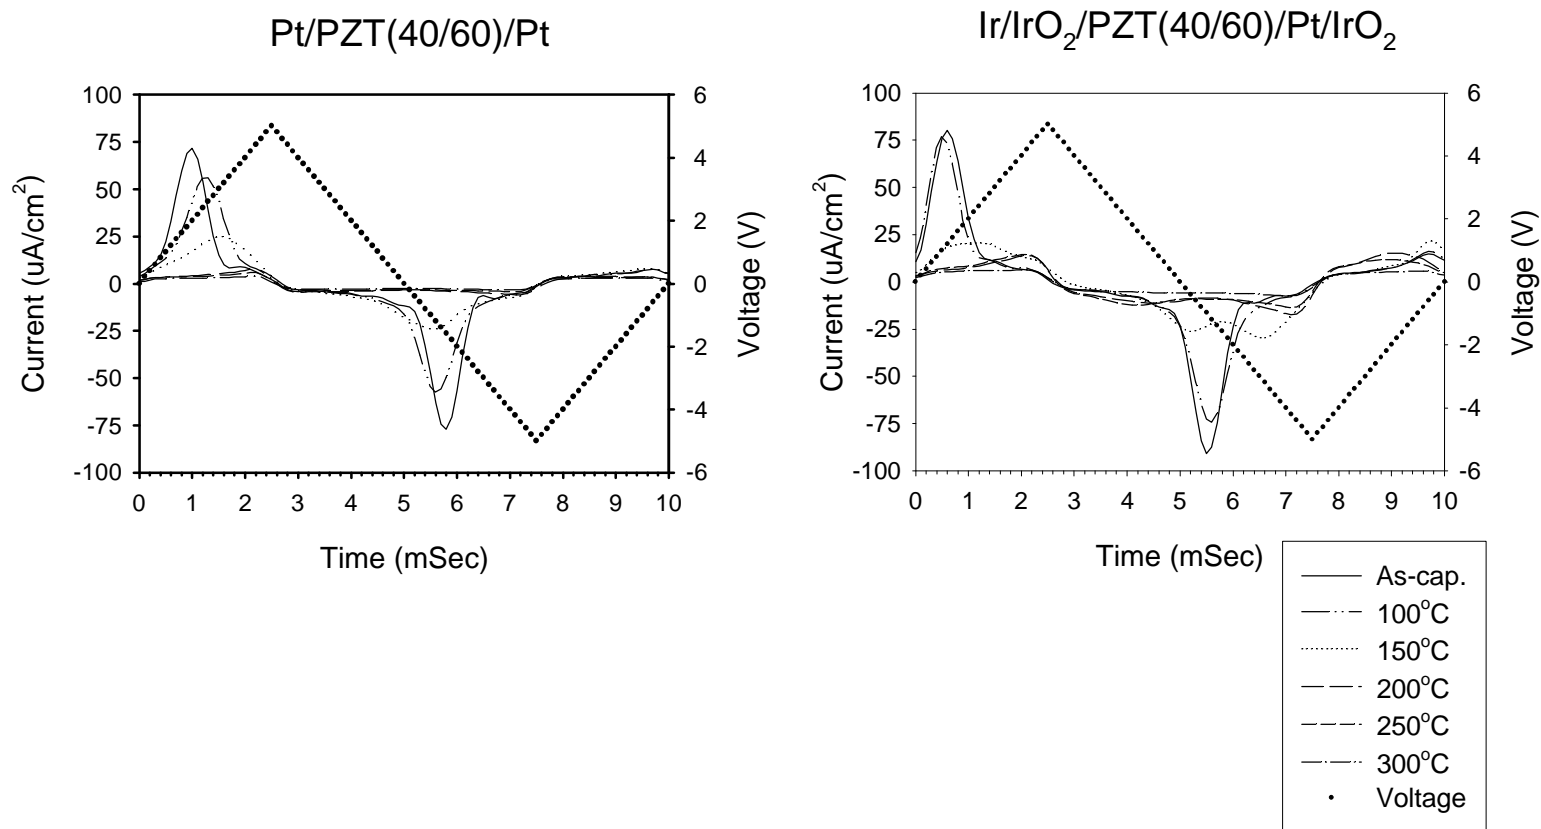 Pt/PZT(40/60)/Pt
Ir/IrO2/PZT(40/60)/Pt/IrO2
100
75
50
25
0
-25
-50
-75
-100
Current (uA/cm2)
6
4
2
0
-2
-4
-6
Voltage (V)
0 1 2 3 4 5 6 7 8 9 10
Time (mSec)
100
75
50
25
0
-25
-50
-75
-100
Current (uA/cm2)
6
4
2
0
-2
-4
-6
Voltage (V)
0 1 2 3 4 5 6 7 8 9 10
Time (mSec)
As-cap.
100°C
150°C
200°C
250°C
300°C
Voltage